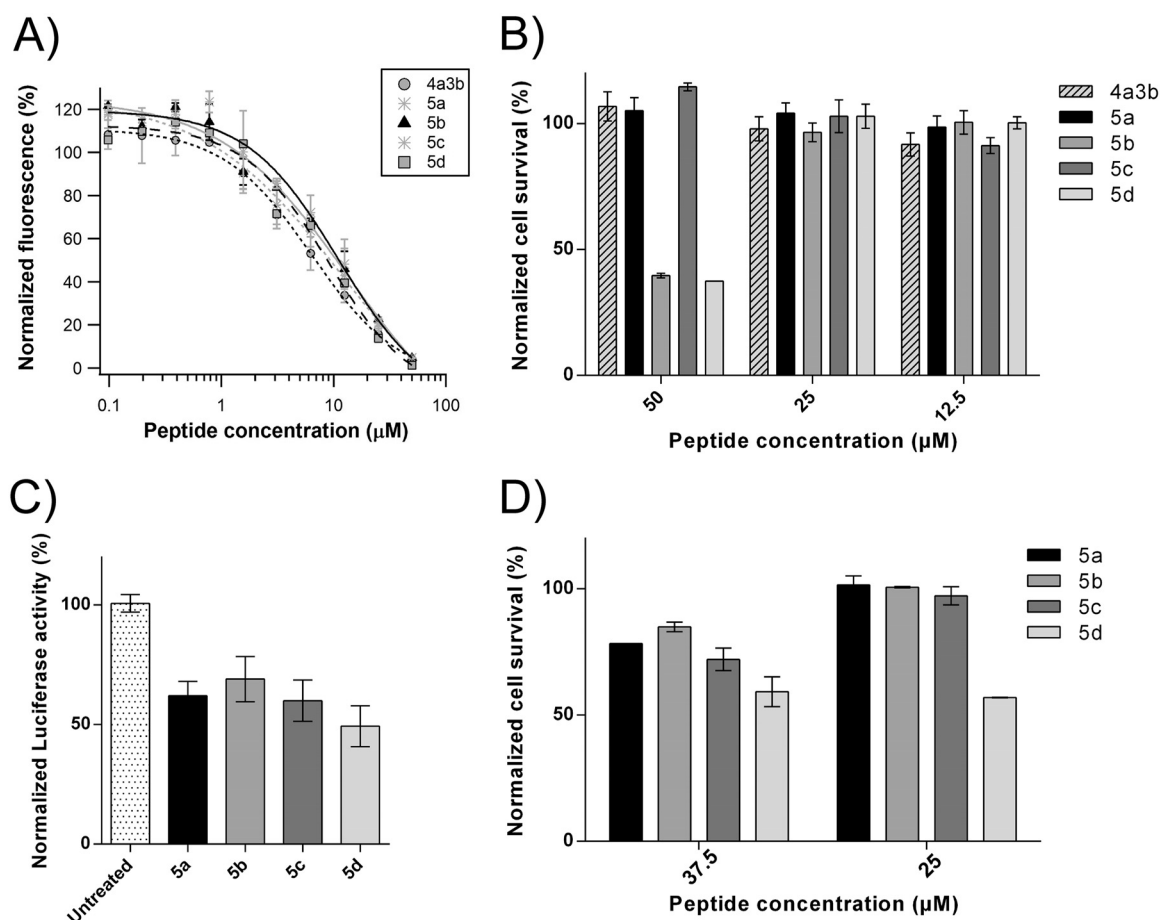 A)
Normalized fluorescence (%)
120
100
80
60
40
20
0
0.1
1
10
100
Peptide concentration (μM)
4a3b
5a
5b
5c
5d
B)
Normalized cell survival (%)
100
50
0
50
25
12.5
Peptide concentration (μM)
4a3b
5a
5b
5c
5d
C)
Normalized Luciferase activity (%)
100
50
0
Untreated
5a
5b
5c
5d
D)
Normalized cell survival (%)
100
50
0
37.5
25
Peptide concentration (μM)
5a
5b
5c
5d